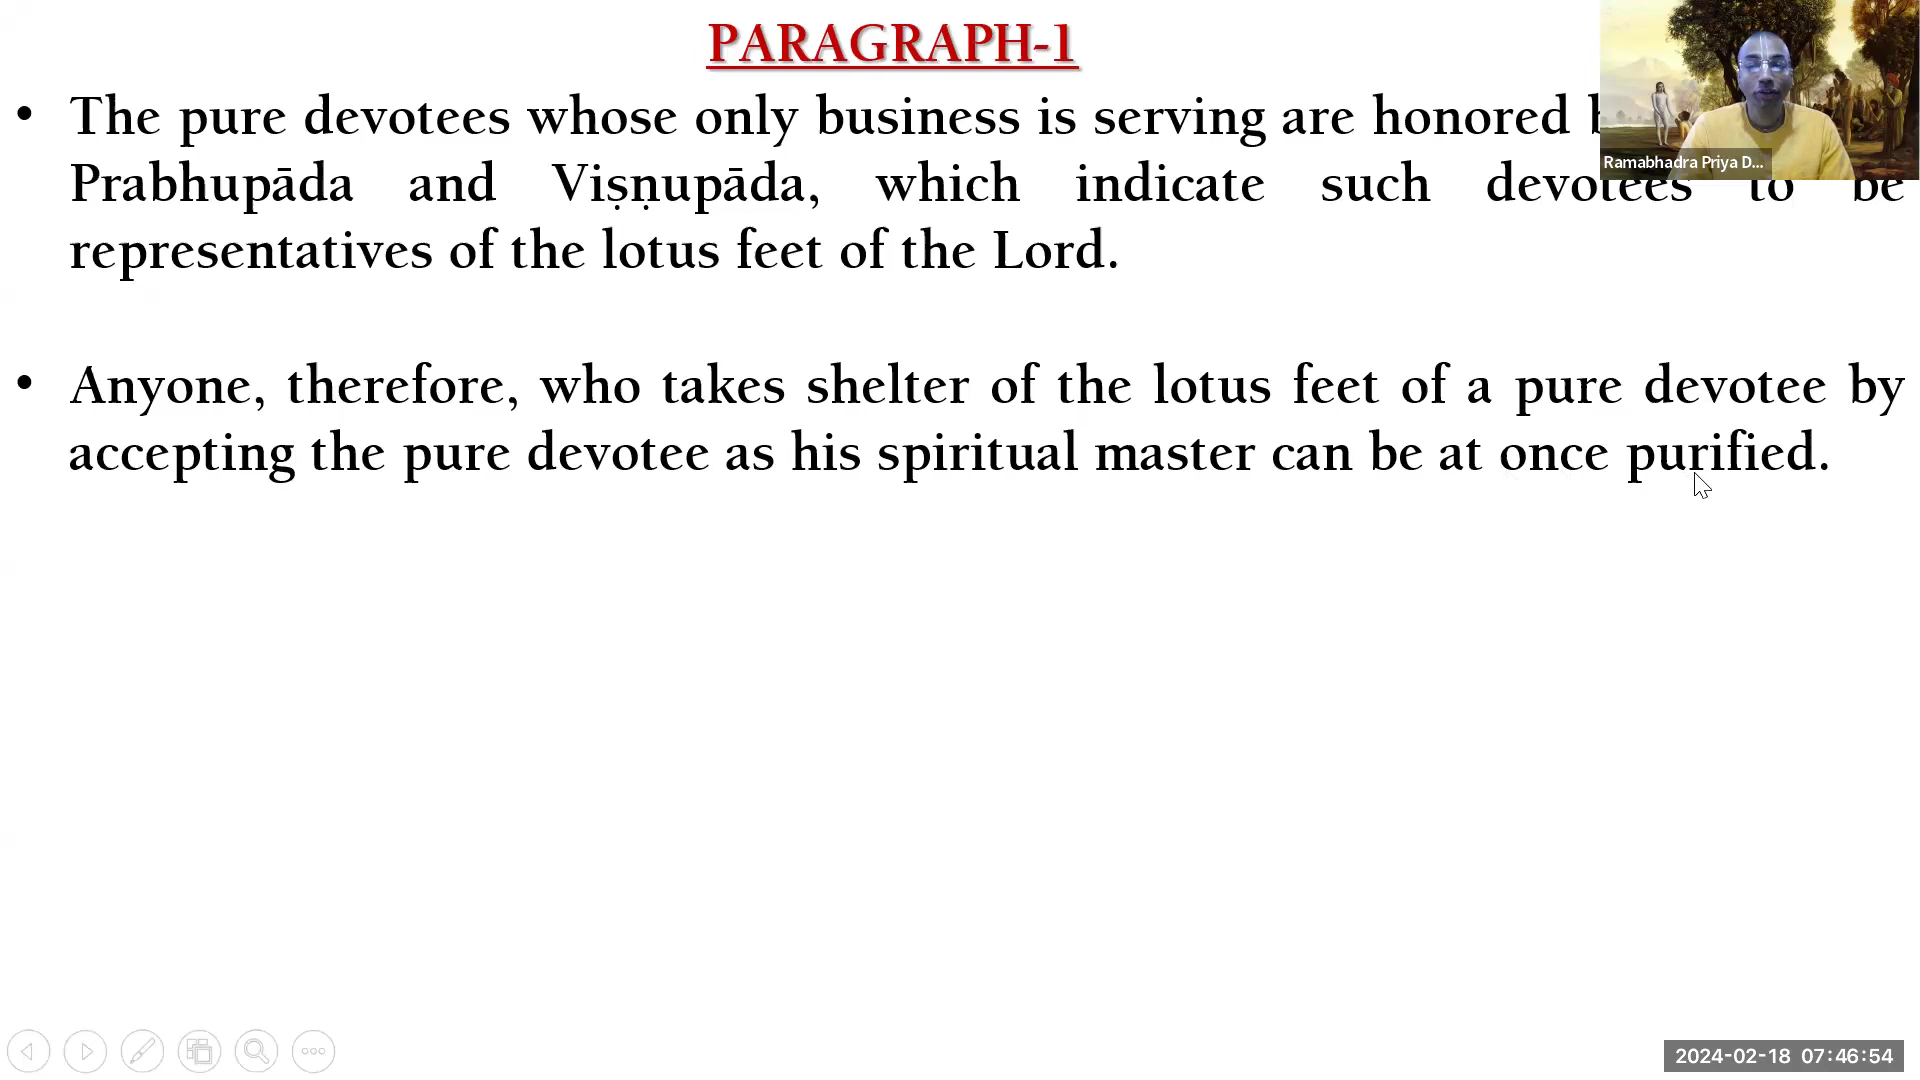 PARAGRAPH-1
• The pure devotees whose only business is serving are honored
Prabhupāda and Viṣṇupāda, which indicate such devotees to be
representatives of the lotus feet of the Lord.
• Anyone, therefore, who takes shelter of the lotus feet of a pure devotee by
accepting the pure devotee as his spiritual master can be at once purified.
Ramabhadra Priya D...
2024-02-18 07:46:54